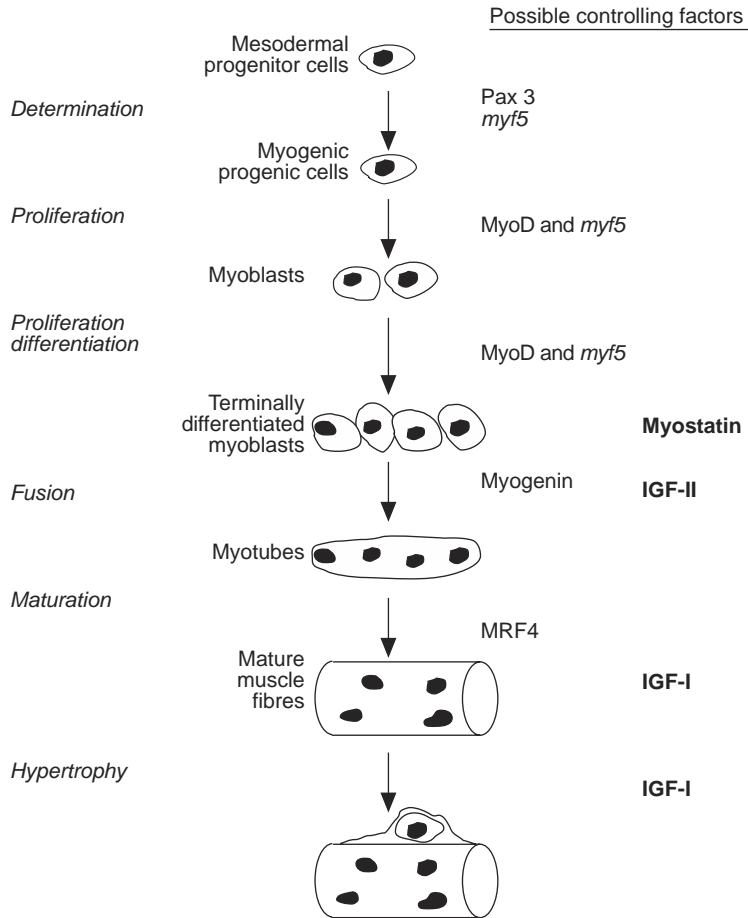 Possible controlling factors
Mesodermal
progenitor cells
Determination
Pax 3
myf5
Myogenic
progenic cells
Proliferation
MyoD and myf5
Myoblasts
Proliferation
differentiation
MyoD and myf5
Terminally
differentiated
myoblasts
Myostatin
Fusion
Myogenin
IGF-II
Myotubes
Maturation
MRF4
Mature
muscle
fibres
IGF-I
Hypertrophy
IGF-I